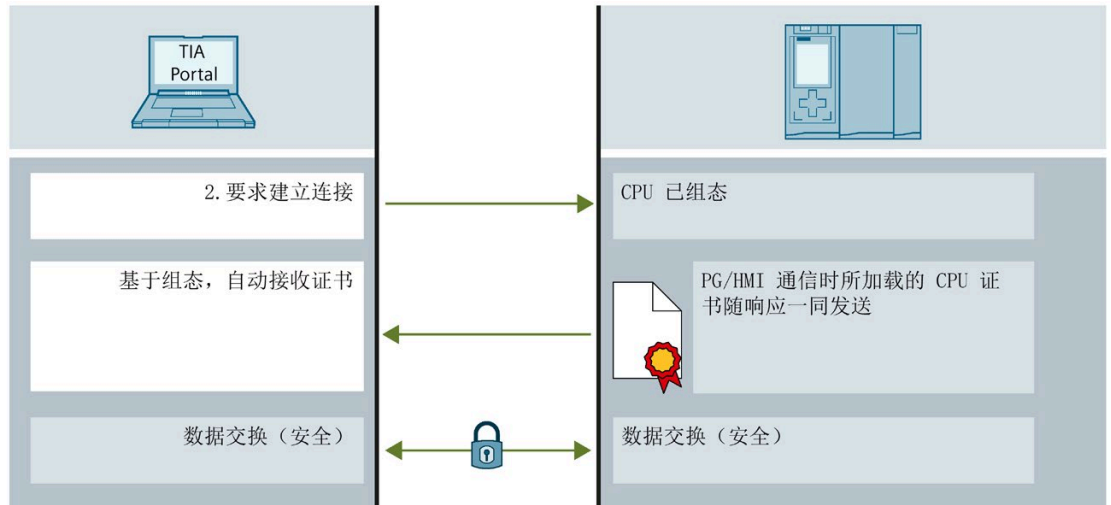 TIA
Portal
2.要求建立连接
CPU 已组态
基于组态，自动接收证书
PG/HMI 通信时所加载的 CPU 证
书随响应一同发送
数据交换（安全）
数据交换（安全）